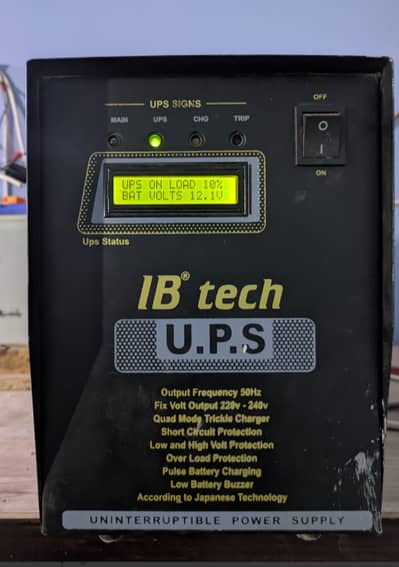 UPS SIGNS
MAIN UPS CHG TRIP
OFF
O
I
ON
UPS ON LOAD 10%
BAT VOLTS 12.1V
Ups Status
IB® tech
U.P.S
Output Frequency 50Hz
Fix Volt Output 220v - 240v
Quad Mode Trickle Charger
Short Circuit Protection
Low and High Volt Protection
Over Load Protection
Pulse Battery Charging
Low Battery Buzzer
According to Japanese Technology
UNINTERRUPTIBLE POWER SUPPLY